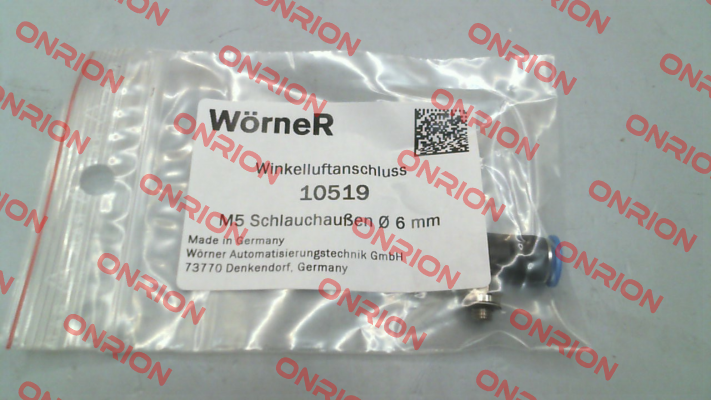 WörneR
Winkelluftanschluss
10519
M5 Schlauchaußen Ø 6 mm
Made in Germany
Wörner Automatisierungstechnik GmbH
73770 Denkendorf, Germany
ONRION